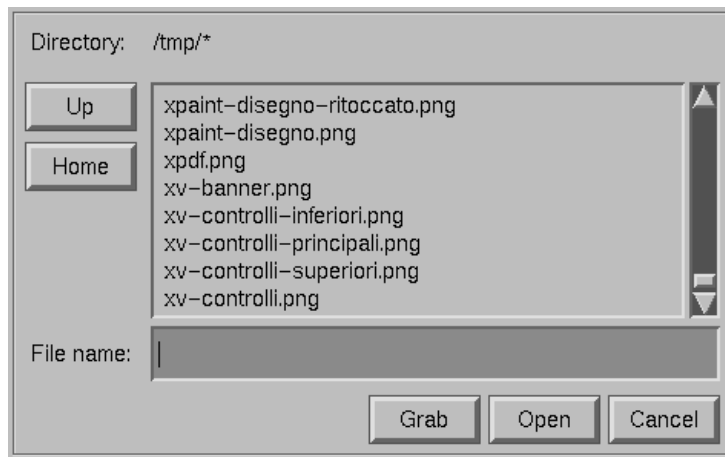 Directory: /tmp/*
Up
Home
xpaint-disegno-ritoccato.png
xpaint-disegno.png
xpdf.png
xv-banner.png
xv-controlli-inferiori.png
xv-controlli-principali.png
xv-controlli-superiori.png
xv-controlli.png
File name:
Grab Open Cancel